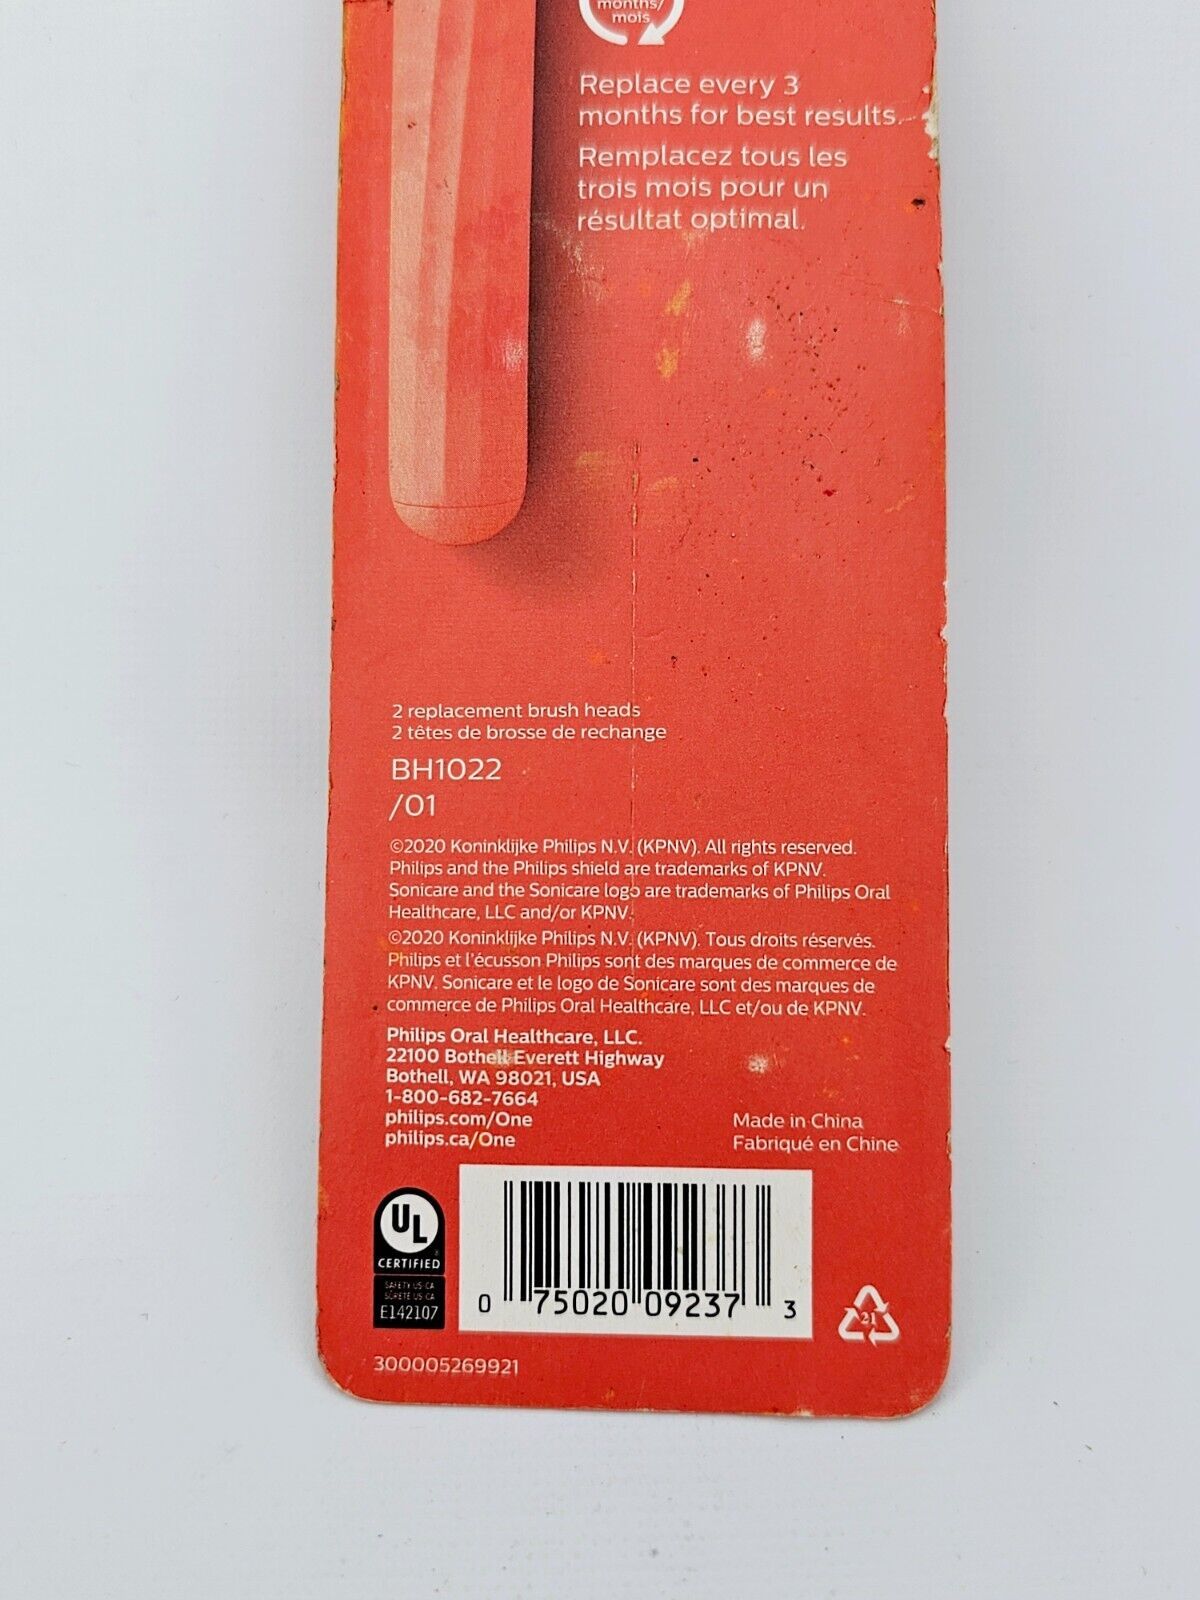 months/
mois
Replace every 3
months for best results.
Remplacez tous les
trois mois pour un
résultat optimal.
2 replacement brush heads
2 têtes de brosse de rechange
BH1022
/01
©2020 Koninklijke Philips N.V. (KPNV). All rights reserved.
Philips and the Philips shield are trademarks of KPNV.
Sonicare and the Sonicare logo are trademarks of Philips Oral
Healthcare, LLC and/or KPNV.
©2020 Koninklijke Philips N.V. (KPNV). Tous droits réservés.
Philips et l'écusson Philips sont des marques de commerce de
KPNV. Sonicare et le logo de Sonicare sont des marques de
commerce de Philips Oral Healthcare, LLC et/ou de KPNV.
Philips Oral Healthcare, LLC.
22100 Bothell Everett Highway
Bothell, WA 98021, USA
1-800-682-7664
philips.com/One
philips.ca/One
Made in China
Fabriqué en Chine
UL
CERTIFIED
SAFETY US-CA
SÛRETÉ US-CA
E142107
0 75020 09237 3
21
300005269921